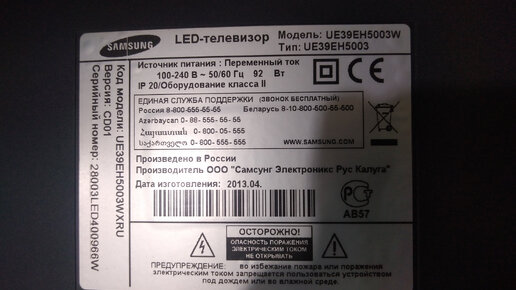 SAMSUNG
LED-телевизор
Модель: UE39EH5003W
Тип: UE39EH5003
Источник питания : Переменный ток
100-240 В ~ 50/60 Гц 92 Вт
IP 20/Оборудование класса II
ЕДИНАЯ СЛУЖБА ПОДДЕРЖКИ (ЗВОНОК БЕСПЛАТНЫЙ)
Россия 8-800-555-55-55 Беларусь 8-10-800-500-55-500
Azərbaycan 0-88-555-55-55
Հայաստան 0-800-05-555
საქართველო 0-800-555-555
WWW.SAMSUNG.COM
Произведено в России
Производитель ООО "Самсунг Электроникс Рус Калуга"
Дата изготовления: 2013.04.
АВ57
ОСТОРОЖНО!
ОПАСНОСТЬ ПОРАЖЕНИЯ
ЭЛЕКТРИЧЕСКИМ ТОКОМ
НЕ ОТКРЫВАТЬ
ПРЕДУПРЕЖДЕНИЕ: во избежание пожара или поражения
электрическим током запрещается оставлять устройство
под дождем или во влажной среде.
Код модели: UE39EH5003WXRU
Версия: CD01
Серийный номер: 28003LED400966W